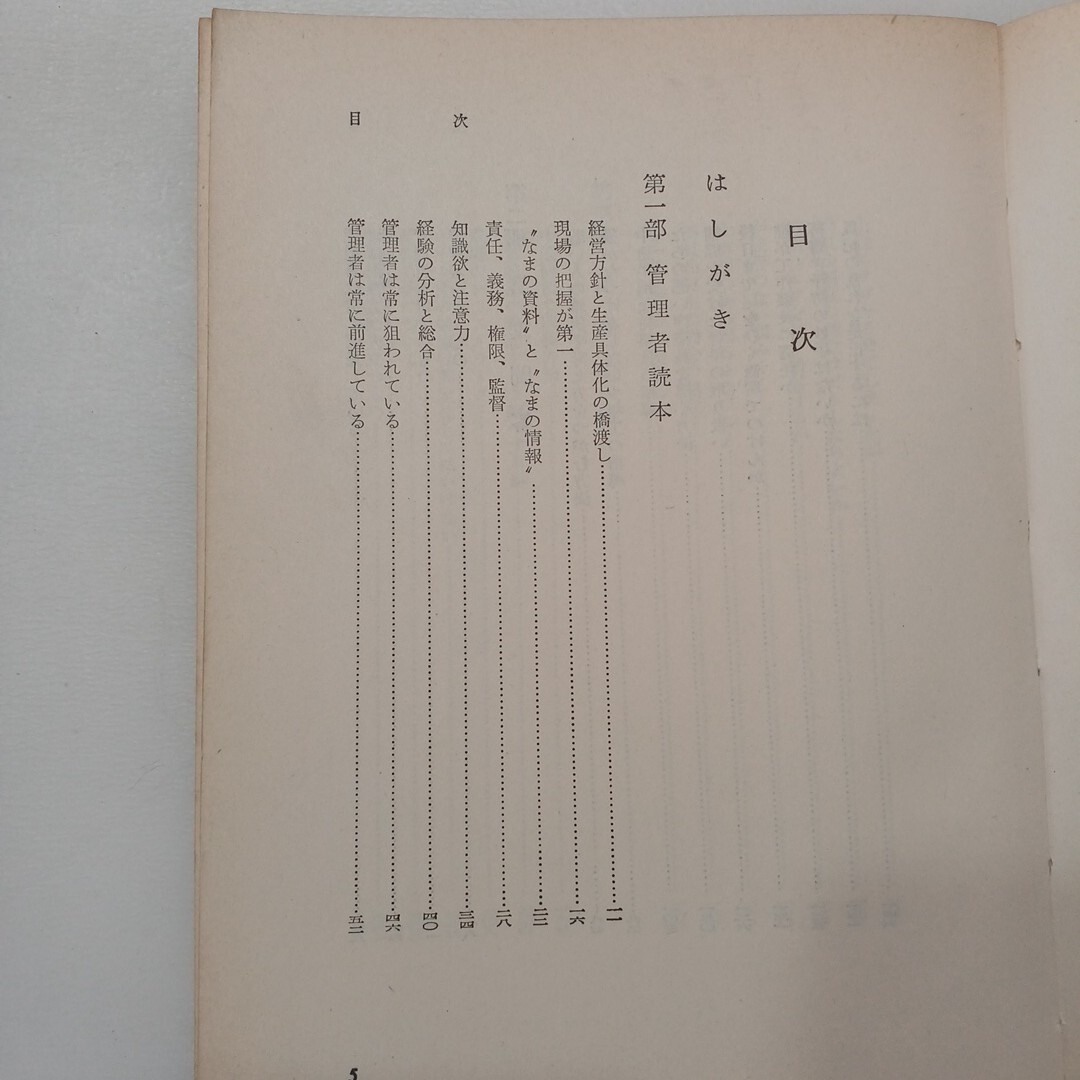 目次
はしがき
第一部 管理者読本
経営方針と生産具体化の橋渡し……一一
現場の把握が第一……一六
〝なまの資料〟と〝なまの情報〟……二三
責任、義務、権限、監督……二八
知識欲と注意力……三四
経験の分析と総合……四〇
管理者は常に狙われている……四六
管理者は常に前進している……五二
目次
5